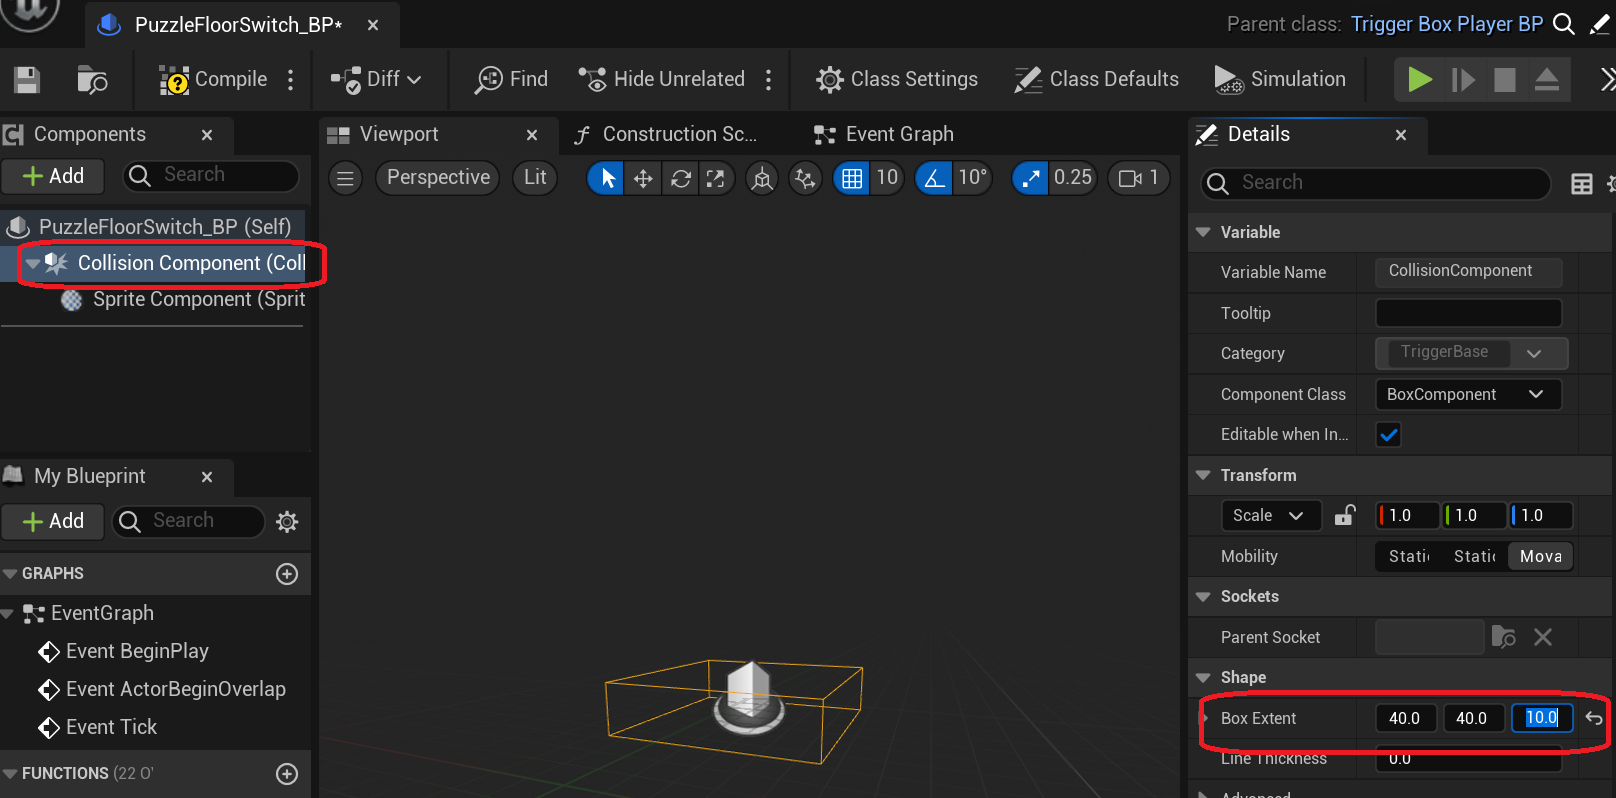 PuzzleFloorSwitch_BP*
Parent class: Trigger Box Player BP
Compile
Diff
Find
Hide Unrelated
Class Settings
Class Defaults
Simulation
Components
Viewport
Construction Sc...
Event Graph
Details
Add
Search
Perspective
Lit
10
10°
0.25
1
Search
PuzzleFloorSwitch_BP (Self)
Collision Component (Coll
Sprite Component (Sprit
Variable
Variable Name
CollisionComponent
Tooltip
Category
TriggerBase
Component Class
BoxComponent
Editable when In...
Transform
Scale
1.0
1.0
1.0
Mobility
Stati
Static
Mova
Sockets
Parent Socket
Shape
Box Extent
40.0
40.0
10.0
Line Thickness
0.0
Advanced
My Blueprint
Add
Search
GRAPHS
EventGraph
Event BeginPlay
Event ActorBeginOverlap
Event Tick
FUNCTIONS (22 O'